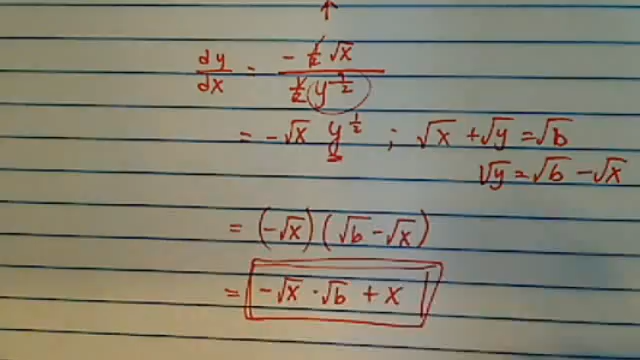 dy/dx = (-1/2 √x) / (1/2 y^(-1/2))
= -√x y^(1/2) ; √x + √y = √b
√y = √b - √x
= (-√x) (√b - √x)
= -√x · √b + x